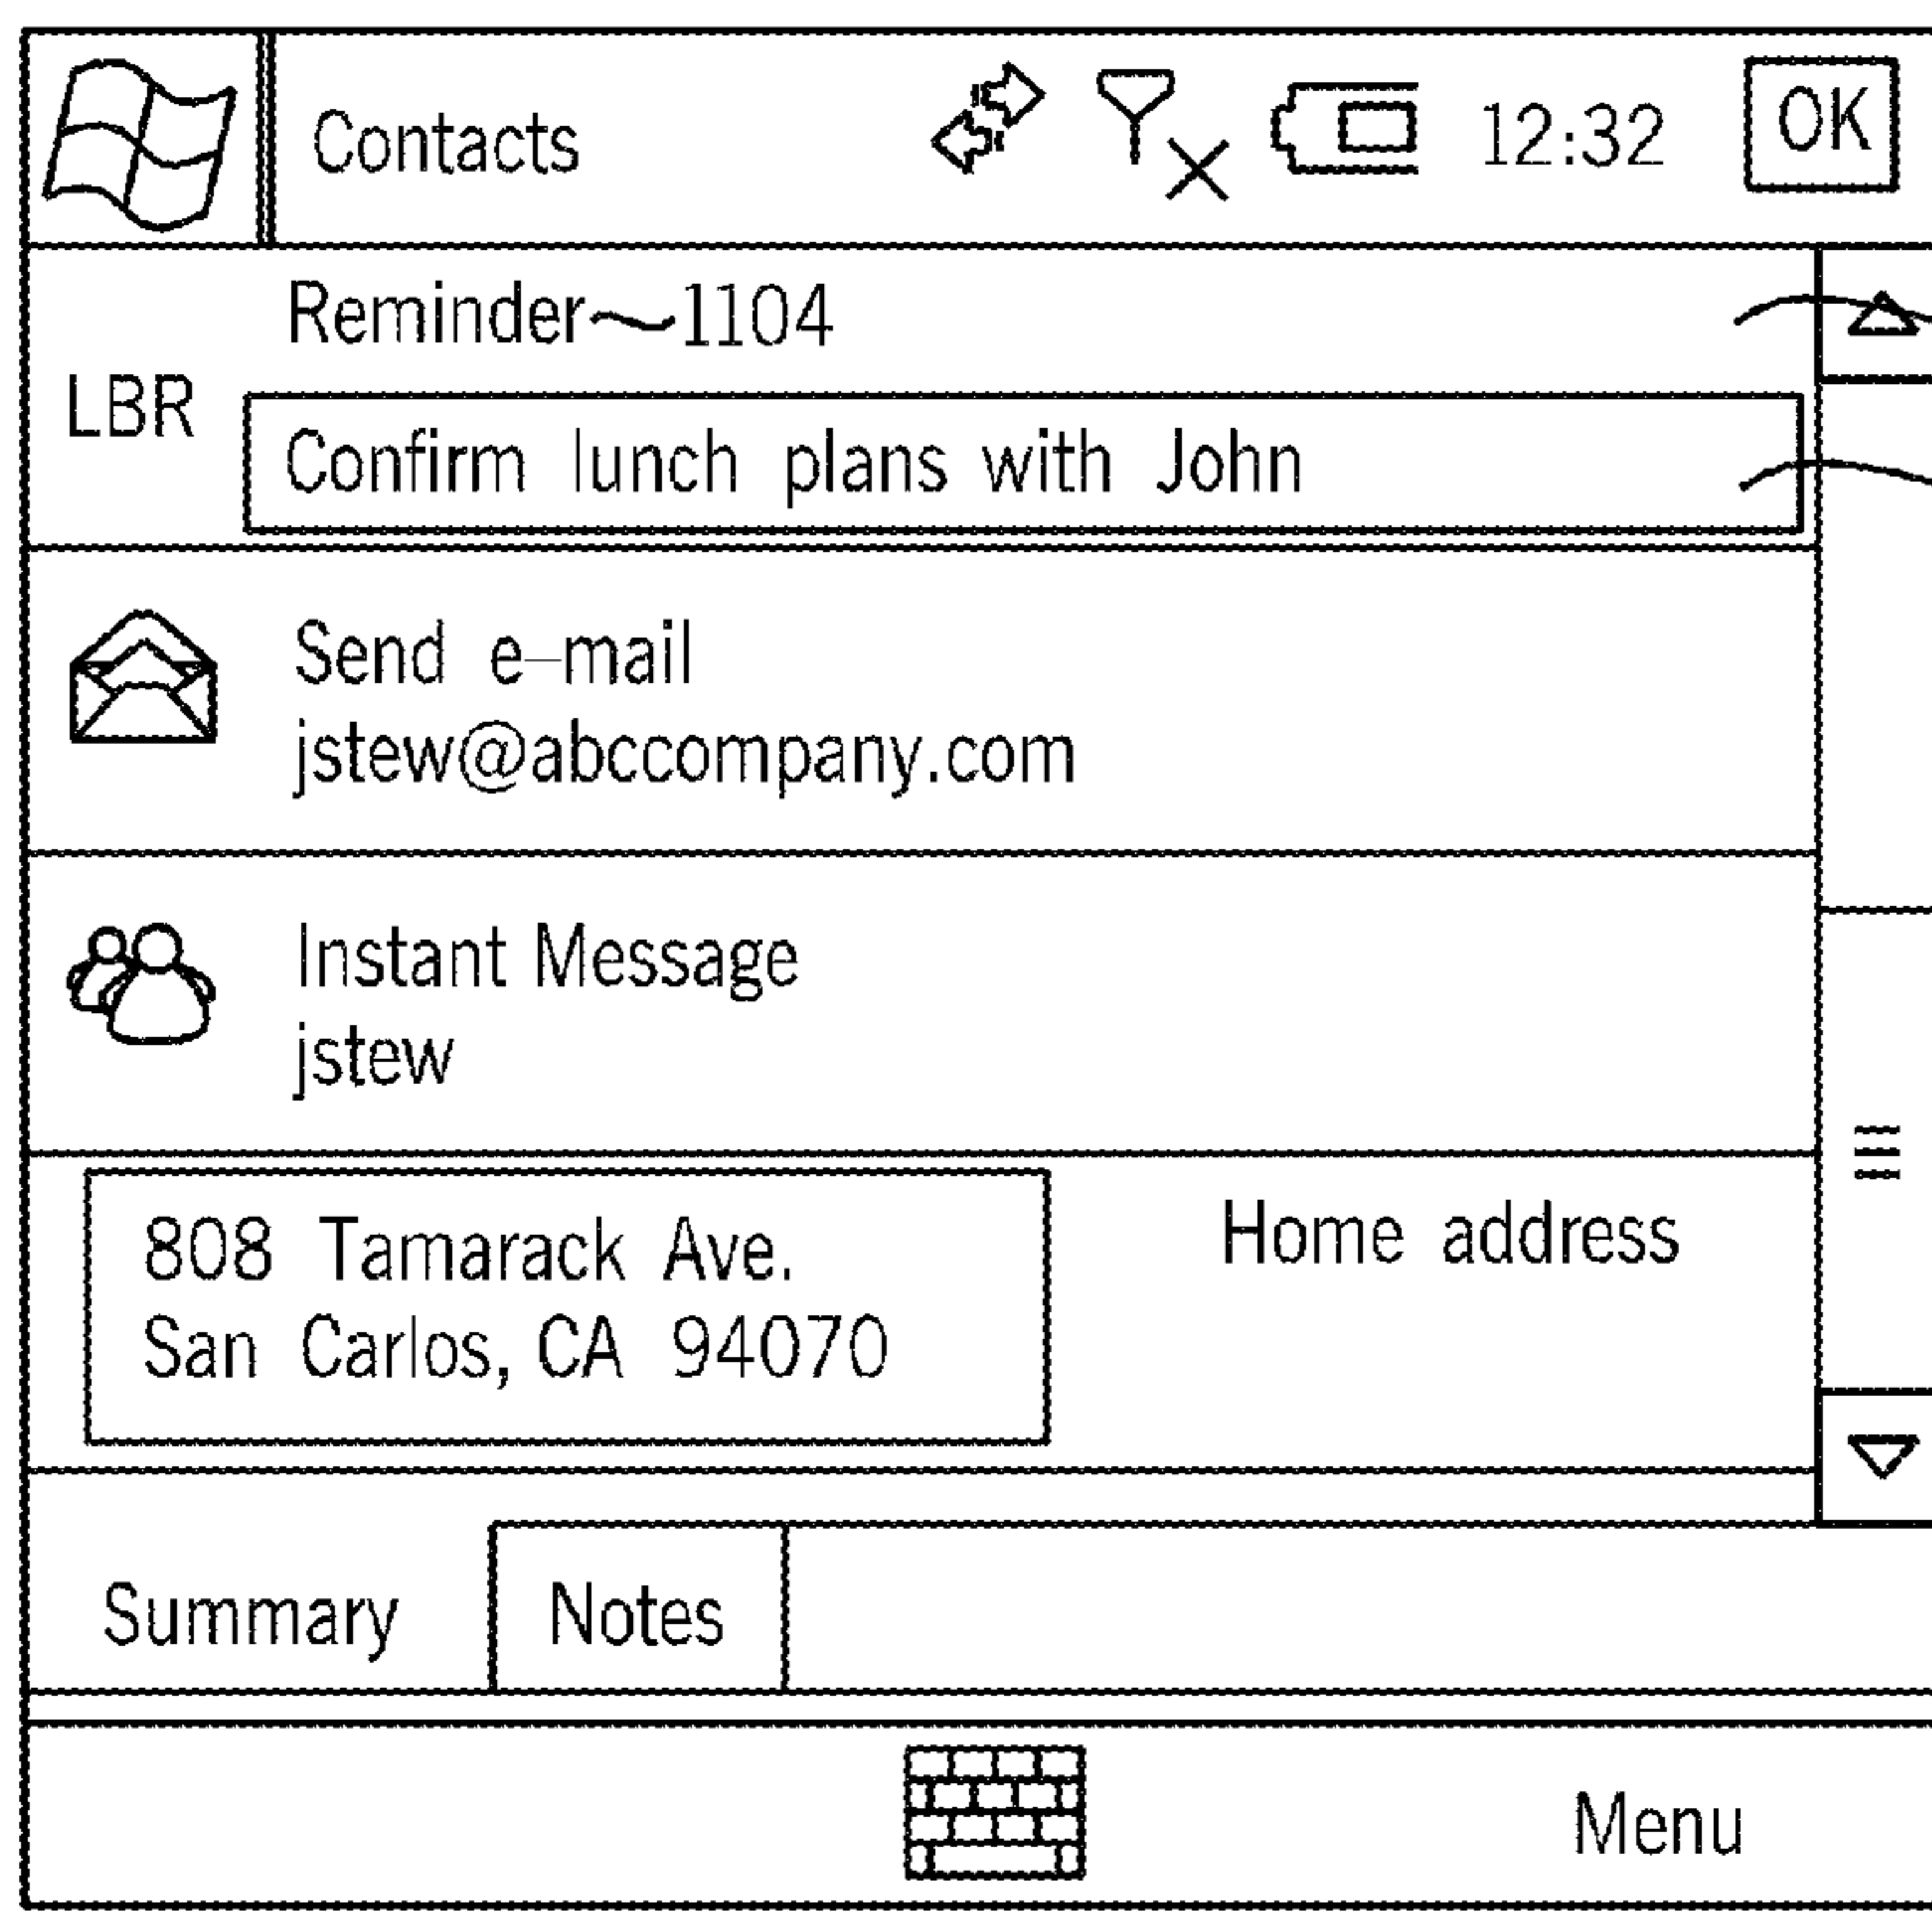 Contacts 12:32 OK
Reminder~1104
LBR
Confirm lunch plans with John
Send e-mail
jstew@abccompany.com
Instant Message
jstew
808 Tamarack Ave. Home address
San Carlos, CA 94070
Summary Notes
Menu